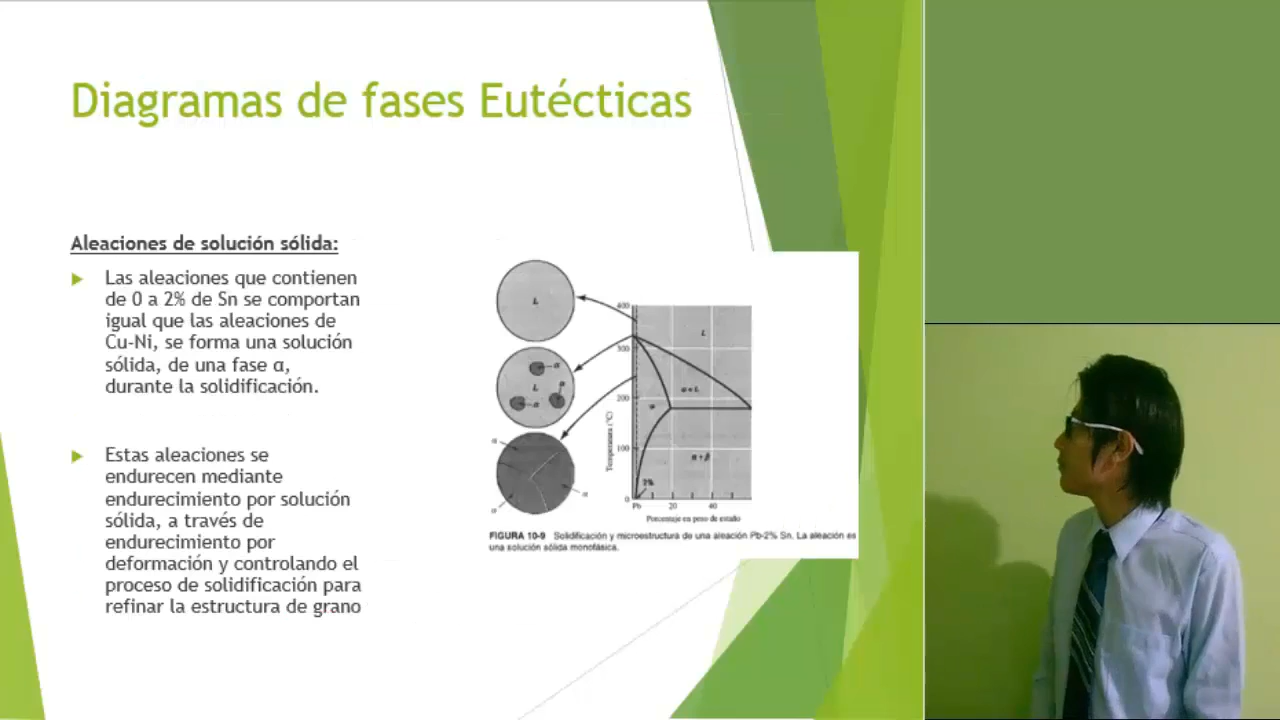 Diagramas de fases Eutécticas
Aleaciones de solución sólida:
Las aleaciones que contienen
de 0 a 2% de Sn se comportan
igual que las aleaciones de
Cu-Ni, se forma una solución
sólida, de una fase α,
durante la solidificación.
Estas aleaciones se
endurecen mediante
endurecimiento por solución
sólida, a través de
endurecimiento por
deformación y controlando el
proceso de solidificación para
refinar la estructura de grano
L
α
L
α
α
α
α
α
400
300
200
100
0
Temperatura (°C)
L
α + L
α
α + β
2%
Pb
20
40
Porcentaje en peso de estaño
FIGURA 10-9 Solidificación y microestructura de una aleación Pb-2% Sn. La aleación es
una solución sólida monofásica.